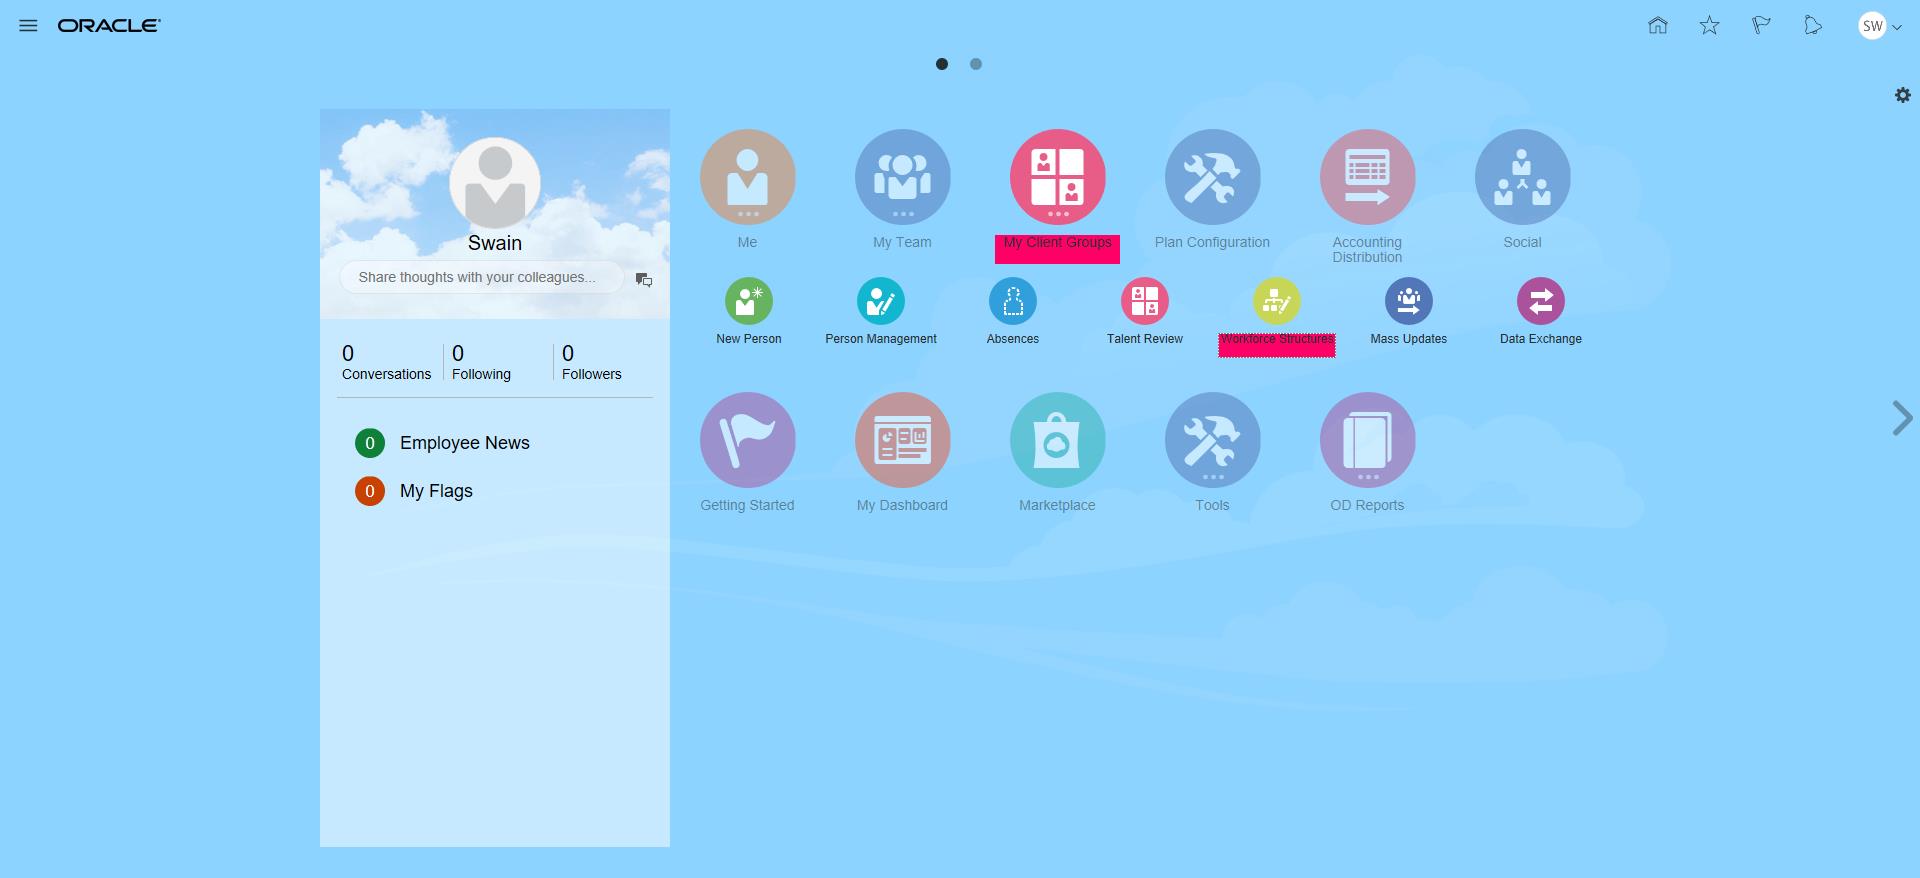 ORACLE
SW
Swain
Share thoughts with your colleagues...
0 0 0
Conversations Following Followers
0 Employee News
0 My Flags
Me My Team My Client Groups Plan Configuration Accounting Social
Distribution
New Person Person Management Absences Talent Review Workforce Structures Mass Updates Data Exchange
Getting Started My Dashboard Marketplace Tools OD Reports